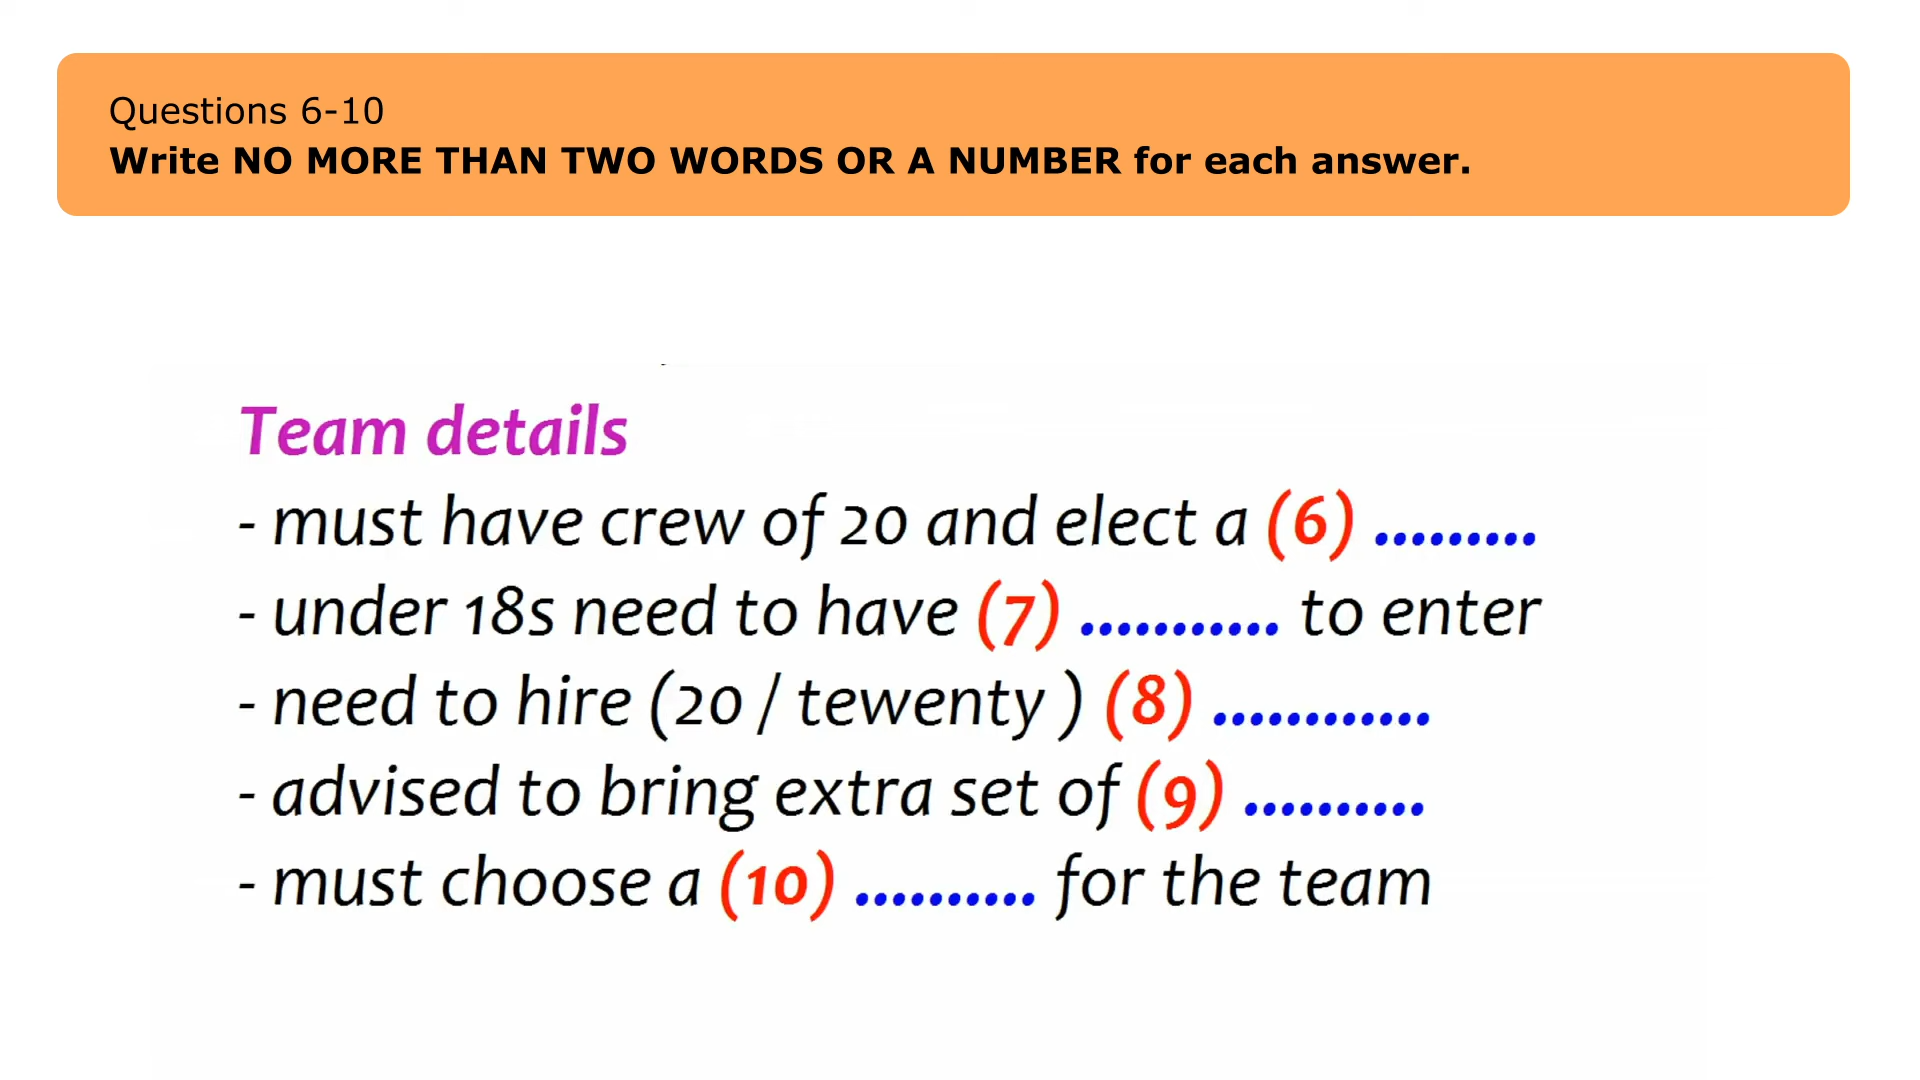 Questions 6-10
Write NO MORE THAN TWO WORDS OR A NUMBER for each answer.
Team details
- must have crew of 20 and elect a (6) .........
- under 18s need to have (7) ........... to enter
- need to hire (20 / tewenty ) (8) ............
- advised to bring extra set of (9) ..........
- must choose a (10) .......... for the team